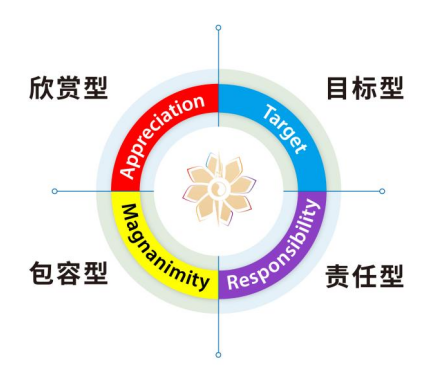 欣赏型
目标型
Appreciation
Target
Magnanimity
Responsibility
包容型
责任型